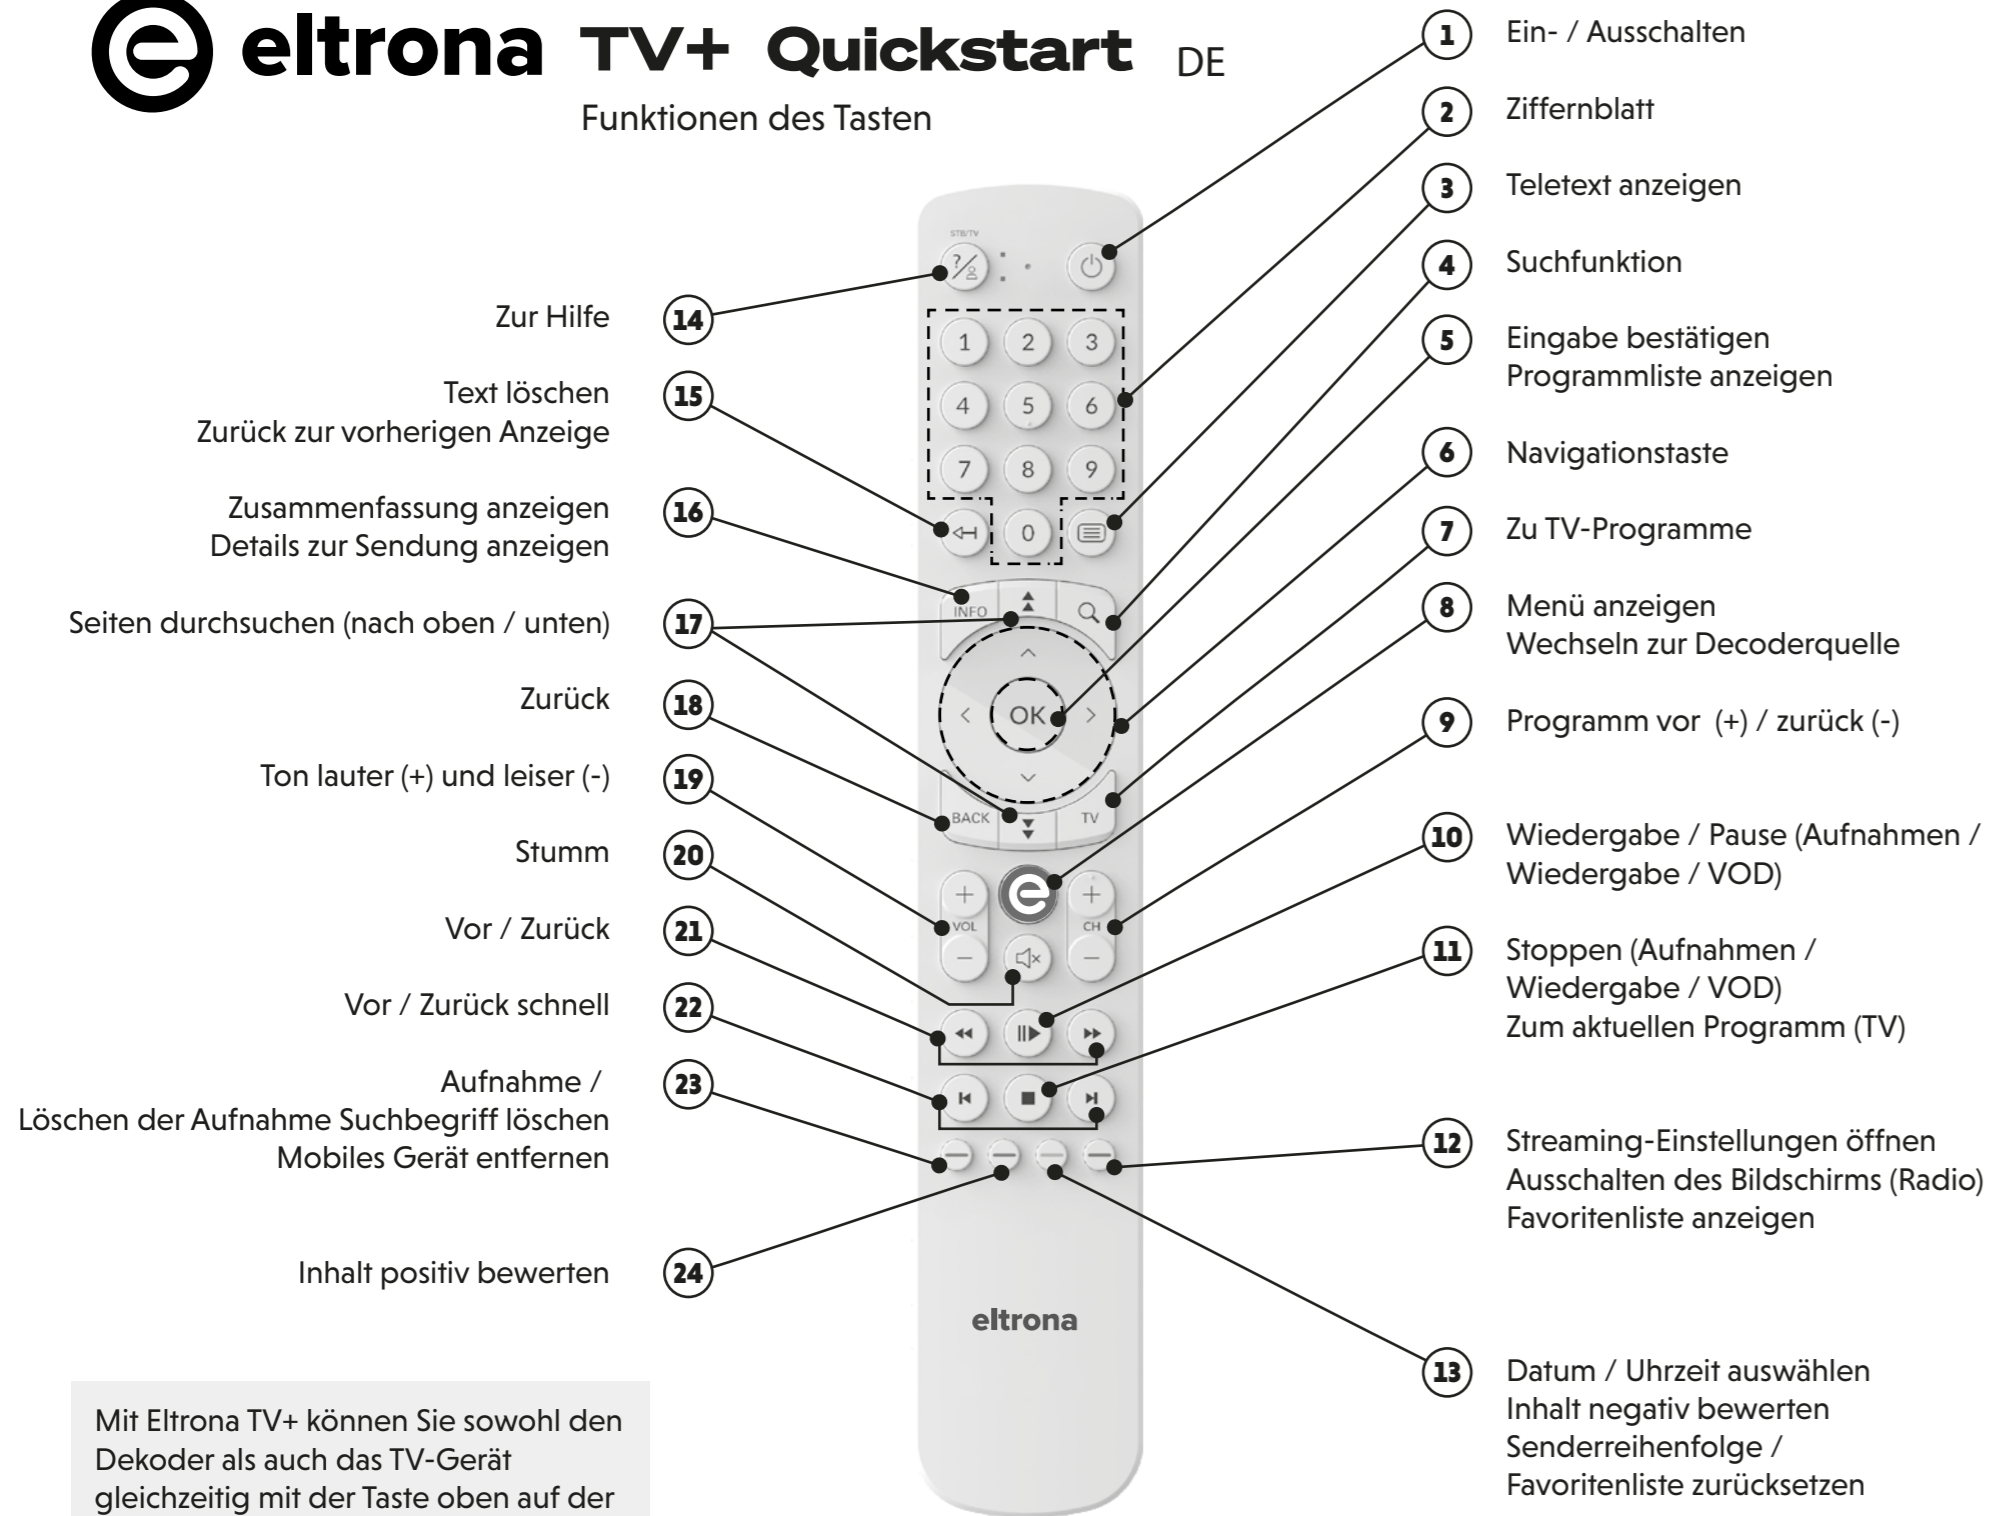 eltrona TV+ Quickstart DE
Funktionen des Tasten
1 Ein- / Ausschalten
2 Ziffernblatt
3 Teletext anzeigen
4 Suchfunktion
5 Eingabe bestätigen
Programmliste anzeigen
6 Navigationstaste
7 Zu TV-Programme
8 Menü anzeigen
Wechseln zur Decoderquelle
9 Programm vor (+) / zurück (-)
10 Wiedergabe / Pause (Aufnahmen /
Wiedergabe / VOD)
11 Stoppen (Aufnahmen /
Wiedergabe / VOD)
Zum aktuellen Programm (TV)
12 Streaming-Einstellungen öffnen
Ausschalten des Bildschirms (Radio)
Favoritenliste anzeigen
13 Datum / Uhrzeit auswählen
Inhalt negativ bewerten
Senderreihenfolge /
Favoritenliste zurücksetzen
Zur Hilfe 14
Text löschen 15
Zurück zur vorherigen Anzeige
Zusammenfassung anzeigen 16
Details zur Sendung anzeigen
Seiten durchsuchen (nach oben / unten) 17
Zurück 18
Ton lauter (+) und leiser (-) 19
Stumm 20
Vor / Zurück 21
Vor / Zurück schnell 22
Aufnahme / 23
Löschen der Aufnahme Suchbegriff löschen
Mobiles Gerät entfernen
Inhalt positiv bewerten 24
STB/TV
?
1 2 3
4 5 6
7 8 9
0
INFO
OK
BACK TV
+ e +
VOL CH
− −
eltrona
Mit Eltrona TV+ können Sie sowohl den
Dekoder als auch das TV-Gerät
gleichzeitig mit der Taste oben auf der